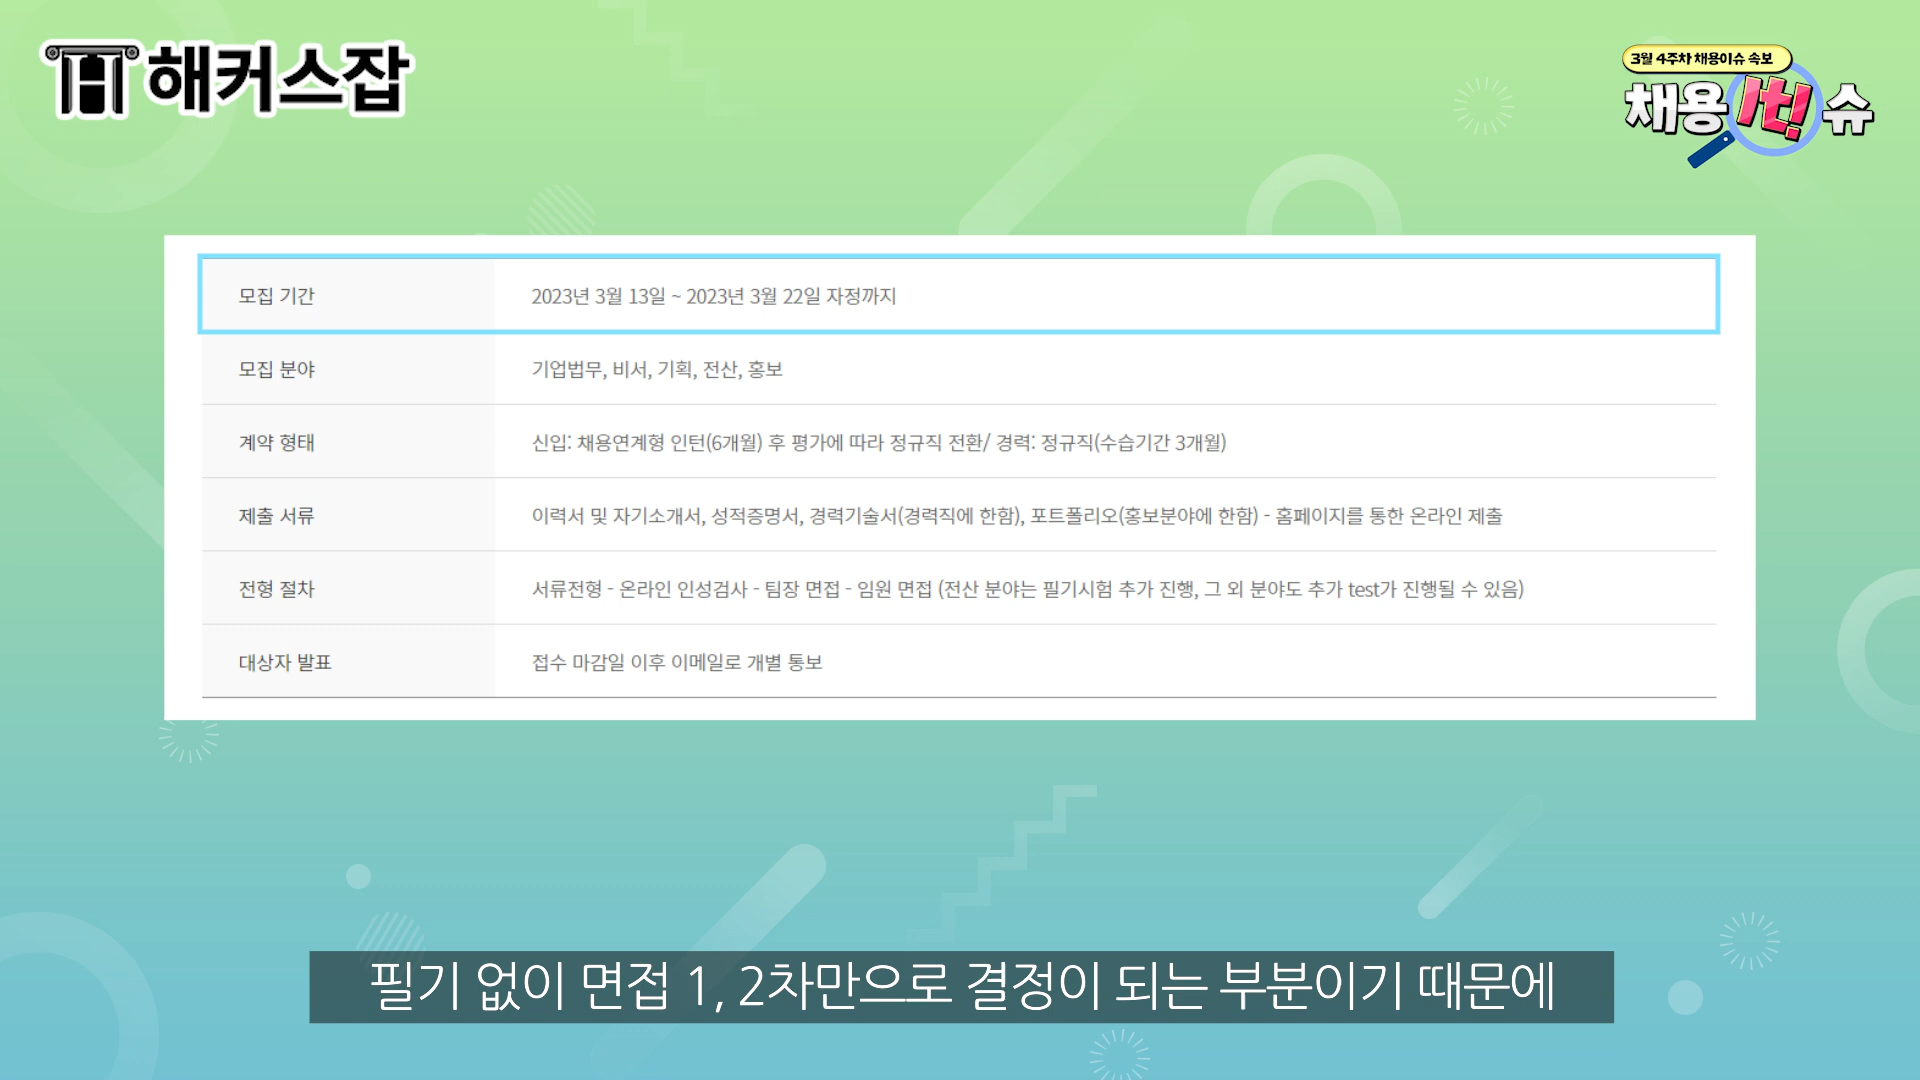 해커스잡
3월 4주차 채용이슈 속보
채용 It! 슈
모집 기간 2023년 3월 13일 ~ 2023년 3월 22일 자정까지
모집 분야 기업법무, 비서, 기획, 전산, 홍보
계약 형태 신입: 채용연계형 인턴(6개월) 후 평가에 따라 정규직 전환/ 경력: 정규직(수습기간 3개월)
제출 서류 이력서 및 자기소개서, 성적증명서, 경력기술서(경력직에 한함), 포트폴리오(홍보분야에 한함) - 홈페이지를 통한 온라인 제출
전형 절차 서류전형 - 온라인 인성검사 - 팀장 면접 - 임원 면접 (전산 분야는 필기시험 추가 진행, 그 외 분야도 추가 test가 진행될 수 있음)
대상자 발표 접수 마감일 이후 이메일로 개별 통보
필기 없이 면접 1, 2차만으로 결정이 되는 부분이기 때문에